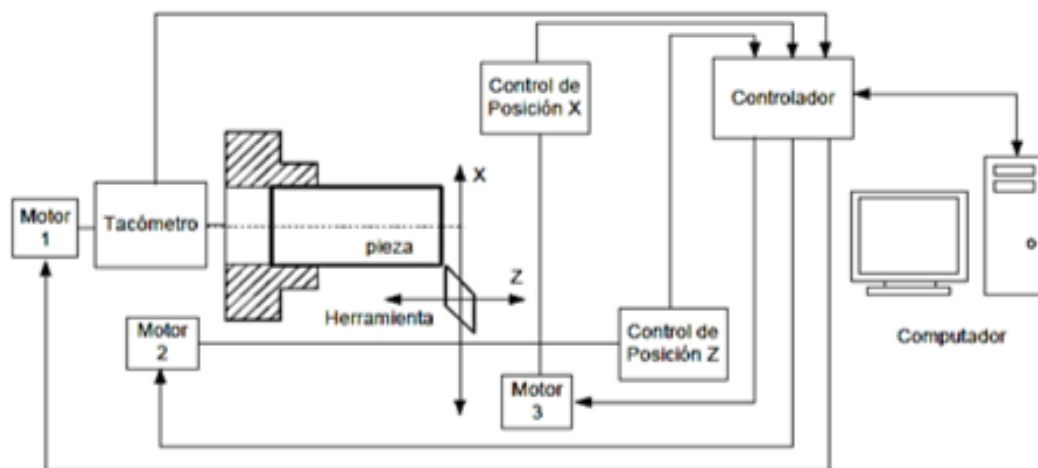 Control de
Posición X
Controlador
X
Motor
1
Tacómetro
pieza
Z
Herramienta
Motor
2
Control de
Posición Z
Computador
Motor
3